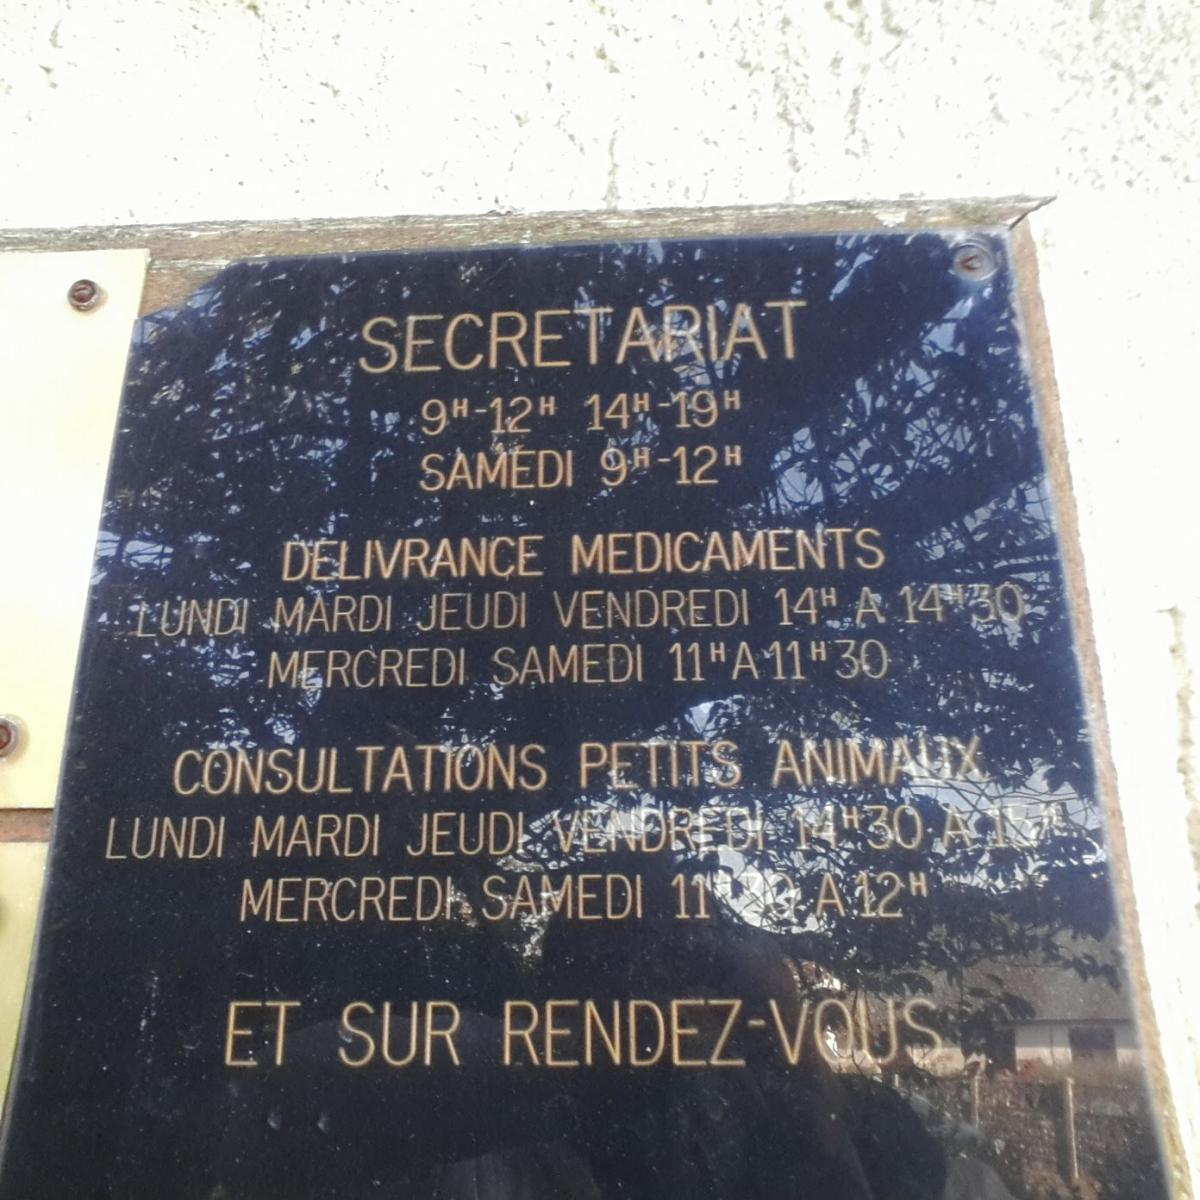 SECRETARIAT
9H-12H 14H-19H
SAMEDI 9H-12H
DELIVRANCE MEDICAMENTS
LUNDI MARDI JEUDI VENDREDI 14H A 14H30
MERCREDI SAMEDI 11H A 11H30
CONSULTATIONS PETITS ANIMAUX
LUNDI MARDI JEUDI VENDREDI 14H30 A
MERCREDI SAMEDI 11H30 A 12H
ET SUR RENDEZ-VOUS